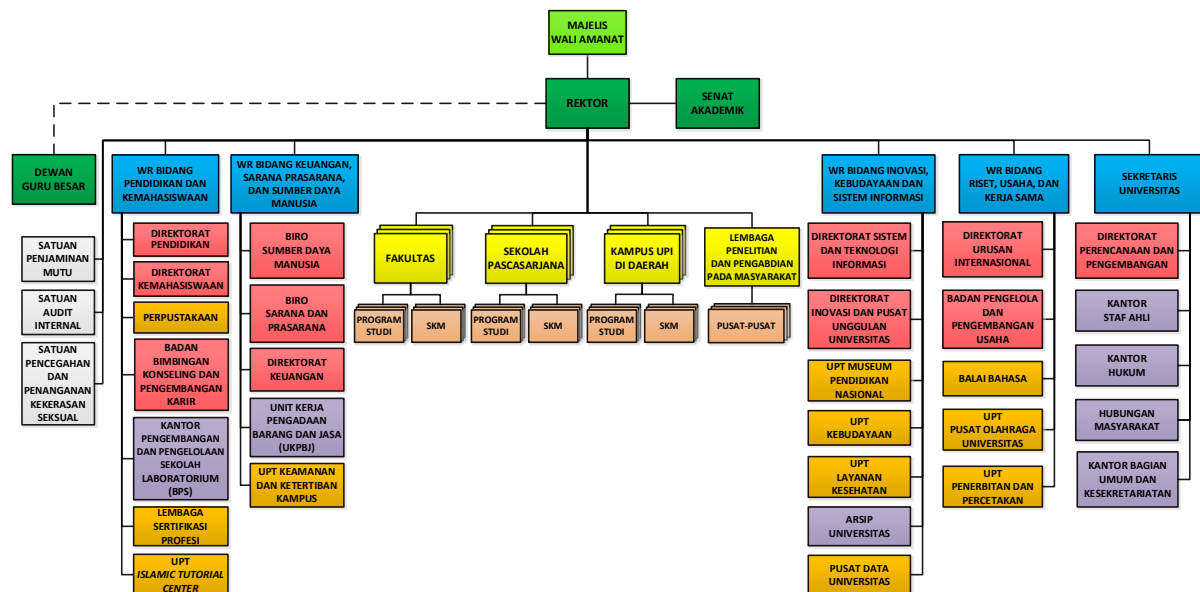 MAJELIS
WALI AMANAT
REKTOR
SENAT
AKADEMIK
DEWAN
GURU BESAR
WR BIDANG
PENDIDIKAN DAN
KEMAHASISWAAN
WR BIDANG KEUANGAN,
SARANA PRASARANA,
DAN SUMBER DAYA
MANUSIA
WR BIDANG INOVASI,
KEBUDAYAAN DAN
SISTEM INFORMASI
WR BIDANG
RISET, USAHA, DAN
KERJA SAMA
SEKRETARIS
UNIVERSITAS
SATUAN
PENJAMINAN
MUTU
SATUAN
AUDIT
INTERNAL
SATUAN
PENCEGAHAN
DAN
PENANGANAN
KEKERASAN
SEKSUAL
DIREKTORAT
PENDIDIKAN
DIREKTORAT
KEMAHASISWAAN
PERPUSTAKAAN
BADAN
BIMBINGAN
KONSELING DAN
PENGEMBANGAN
KARIR
KANTOR
PENGEMBANGAN
DAN PENGELOLAAN
SEKOLAH
LABORATORIUM
(BPS)
LEMBAGA
SERTIFIKASI
PROFESI
UPT
ISLAMIC TUTORIAL
CENTER
BIRO
SUMBER DAYA
MANUSIA
BIRO
SARANA DAN
PRASARANA
DIREKTORAT
KEUANGAN
UNIT KERJA
PENGADAAN
BARANG DAN JASA
(UKPBJ)
UPT KEAMANAN
DAN KETERTIBAN
KAMPUS
FAKULTAS
PROGRAM
STUDI
SKM
SEKOLAH
PASCASARJANA
PROGRAM
STUDI
SKM
KAMPUS UPI
DI DAERAH
PROGRAM
STUDI
SKM
LEMBAGA
PENELITIAN
DAN PENGABDIAN
PADA MASYARAKAT
PUSAT-PUSAT
DIREKTORAT SISTEM
DAN TEKNOLOGI
INFORMASI
DIREKTORAT
INOVASI DAN PUSAT
UNGGULAN
UNIVERSITAS
UPT MUSEUM
PENDIDIKAN
NASIONAL
UPT
KEBUDAYAAN
UPT
LAYANAN
KESEHATAN
ARSIP
UNIVERSITAS
PUSAT DATA
UNIVERSITAS
DIREKTORAT
URUSAN
INTERNASIONAL
BADAN PENGELOLA
DAN
PENGEMBANGAN
USAHA
BALAI BAHASA
UPT
PUSAT OLAHRAGA
UNIVERSITAS
UPT
PENERBITAN DAN
PERCETAKAN
DIREKTORAT
PERENCANAAN DAN
PENGEMBANGAN
KANTOR
STAF AHLI
KANTOR
HUKUM
HUBUNGAN
MASYARAKAT
KANTOR BAGIAN
UMUM DAN
KESEKRETARIATAN